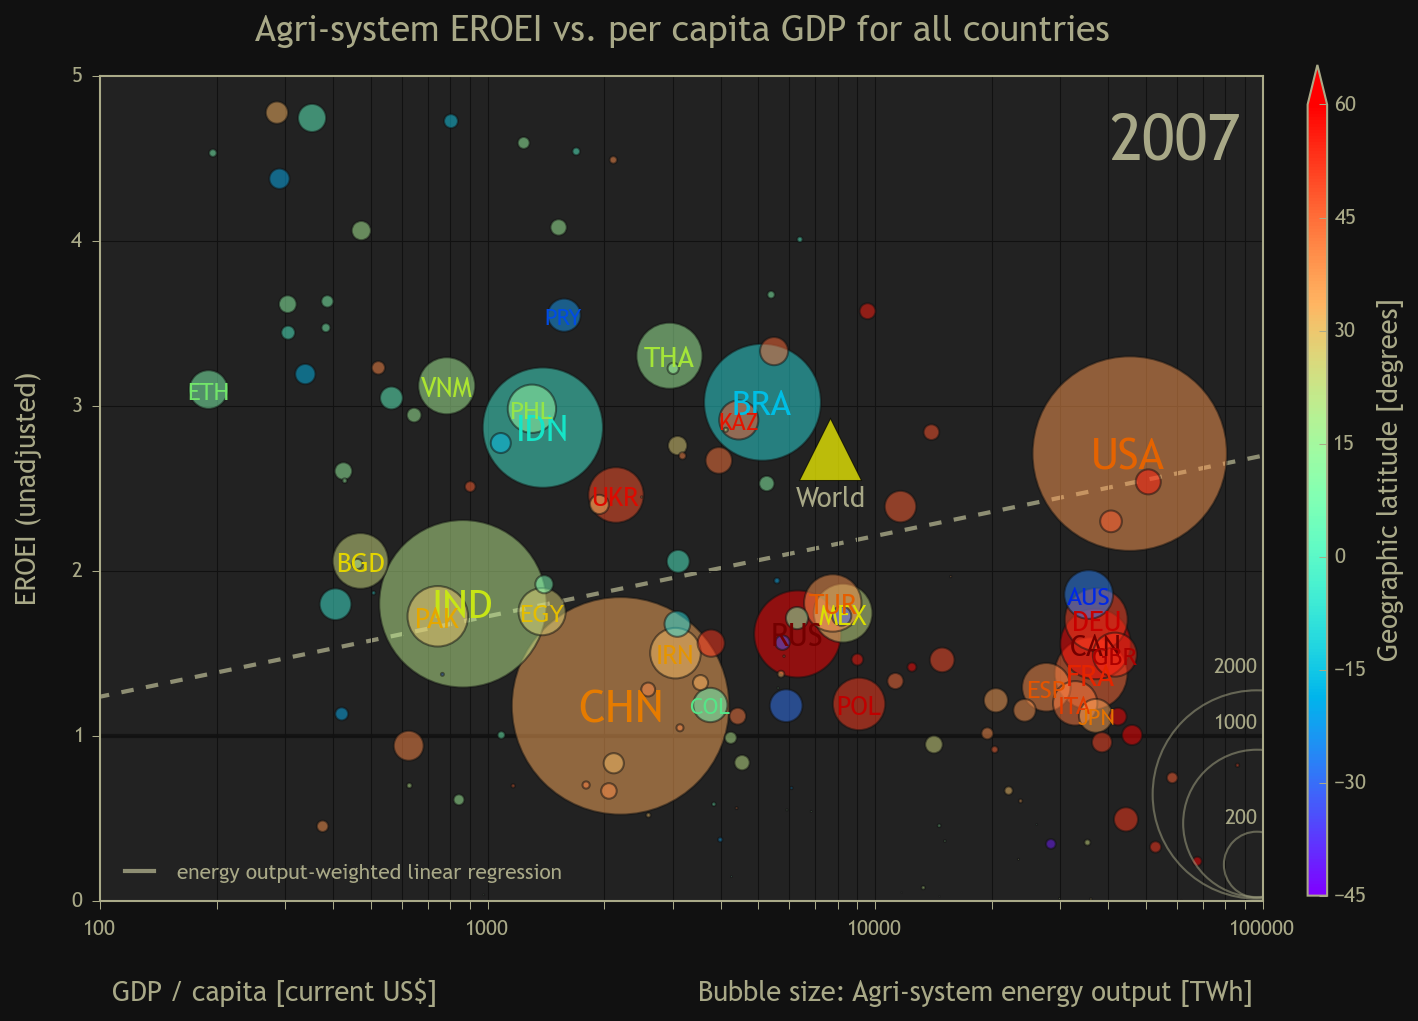 Agri-system EROEI vs. per capita GDP for all countries
2007
5
4
3
2
1
0
EROEI (unadjusted)
PRY
THA
ETH
VNM
PHL
IDN
BRA
KAZ
USA
World
UKR
BGD
IND
PAK
EGY
IRN
CHN
COL
TUR
MEX
RUS
POL
AUS
DEU
CAN
GBR
FRA
ESP
ITA
JPN
2000
1000
200
energy output-weighted linear regression
100
1000
10000
100000
GDP / capita [current US$]
Bubble size: Agri-system energy output [TWh]
60
45
30
15
0
−15
−30
−45
Geographic latitude [degrees]